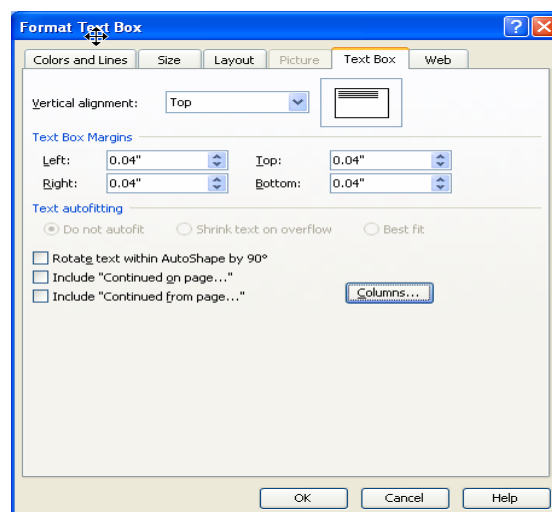 Format Text Box
Colors and Lines Size Layout Picture Text Box Web
Vertical alignment: Top
Text Box Margins
Left: 0.04" Top: 0.04"
Right: 0.04" Bottom: 0.04"
Text autofitting
Do not autofit Shrink text on overflow Best fit
Rotate text within AutoShape by 90°
Include "Continued on page..."
Include "Continued from page..." Columns...
OK Cancel Help